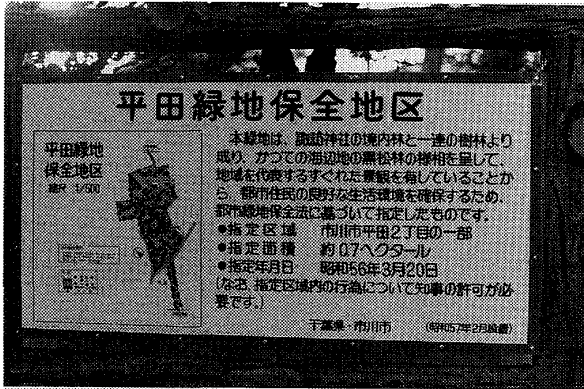 平田緑地保全地区
平田緑地
保全地区
縮尺 1/500
本緑地は、諏訪神社の境内林と一連の樹林より
成り、かつての海辺地の黒松林の様相を呈して、
地域を代表するすぐれた景観を有していることか
ら、都市住民の良好な生活環境を確保するため、
都市緑地保全法に基づいて指定したものです。
●指定区域 市川市平田2丁目の一部
●指定面積 約0.7ヘクタール
●指定年月日 昭和56年3月20日
(なお、指定区域内の行為について知事の許可が必
要です。)
千葉県・市川市 (昭和57年2月設置)